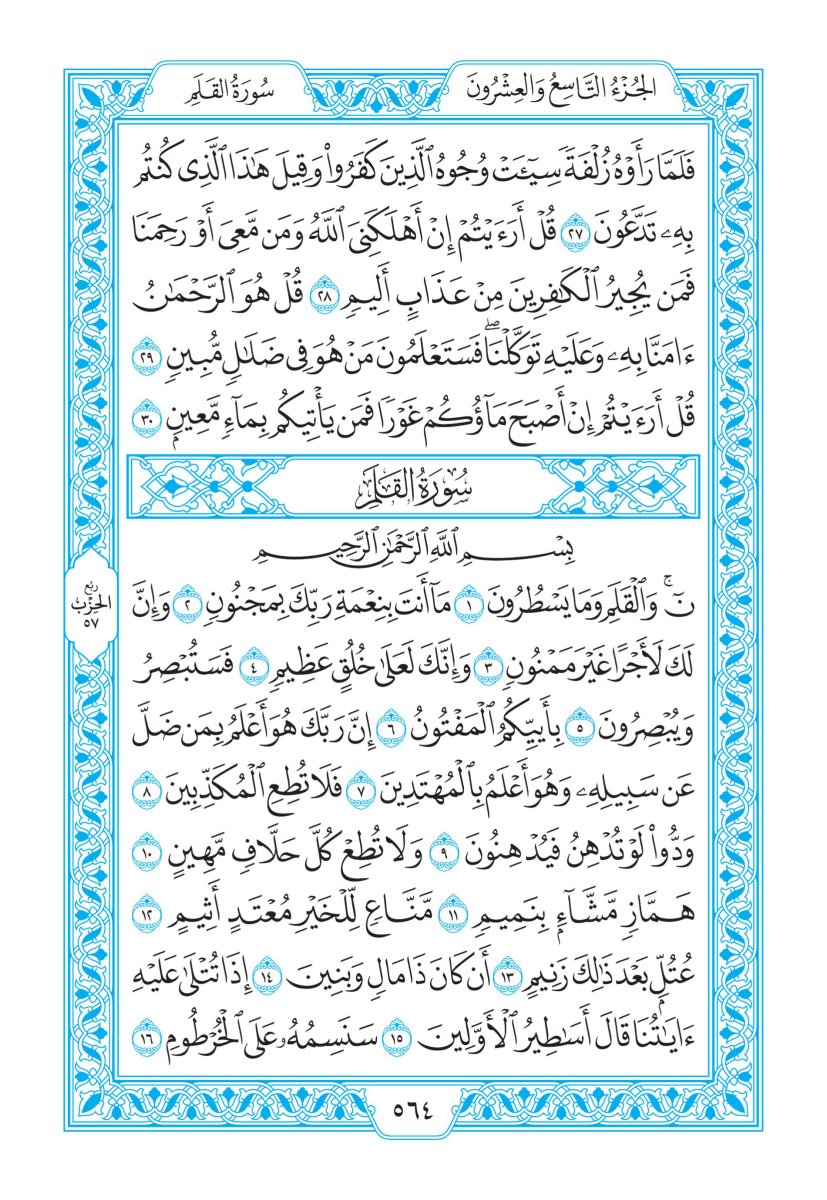 الجُزْءُ التَّاسِعُ وَالعِشْرُونَ
سُورَةُ القَلَمِ
فَلَمَّا رَأَوۡهُ زُلۡفَةٗ سِيٓـَٔتۡ وُجُوهُ ٱلَّذِينَ كَفَرُواْ وَقِيلَ هَٰذَا ٱلَّذِي كُنتُم
بِهِۦ تَدَّعُونَ ٢٧ قُلۡ أَرَءَيۡتُمۡ إِنۡ أَهۡلَكَنِيَ ٱللَّهُ وَمَن مَّعِيَ أَوۡ رَحِمَنَا
فَمَن يُجِيرُ ٱلۡكَٰفِرِينَ مِنۡ عَذَابٍ أَلِيمٖ ٢٨ قُلۡ هُوَ ٱلرَّحۡمَٰنُ
ءَامَنَّا بِهِۦ وَعَلَيۡهِ تَوَكَّلۡنَاۖ فَسَتَعۡلَمُونَ مَنۡ هُوَ فِي ضَلَٰلٖ مُّبِينٖ ٢٩
قُلۡ أَرَءَيۡتُمۡ إِنۡ أَصۡبَحَ مَآؤُكُمۡ غَوۡرٗا فَمَن يَأۡتِيكُم بِمَآءٖ مَّعِينِۭ ٣٠
سُورَةُ القَلَمِ
بِسۡمِ ٱللَّهِ ٱلرَّحۡمَٰنِ ٱلرَّحِيمِ
نٓۚ وَٱلۡقَلَمِ وَمَا يَسۡطُرُونَ ١ مَآ أَنتَ بِنِعۡمَةِ رَبِّكَ بِمَجۡنُونٖ ٢ وَإِنَّ
لَكَ لَأَجۡرًا غَيۡرَ مَمۡنُونٖ ٣ وَإِنَّكَ لَعَلَىٰ خُلُقٍ عَظِيمٖ ٤ فَسَتُبۡصِرُ
وَيُبۡصِرُونَ ٥ بِأَييِّكُمُ ٱلۡمَفۡتُونُ ٦ إِنَّ رَبَّكَ هُوَ أَعۡلَمُ بِمَن ضَلَّ
عَن سَبِيلِهِۦ وَهُوَ أَعۡلَمُ بِٱلۡمُهۡتَدِينَ ٧ فَلَا تُطِعِ ٱلۡمُكَذِّبِينَ ٨
وَدُّواْ لَوۡ تُدۡهِنُ فَيُدۡهِنُونَ ٩ وَلَا تُطِعۡ كُلَّ حَلَّافٖ مَّهِينٍ ١٠
هَمَّازٖ مَّشَّآءِۭ بِنَمِيمٖ ١١ مَّنَّاعٖ لِّلۡخَيۡرِ مُعۡتَدٍ أَثِيمٍ ١٢
عُتُلِّۭ بَعۡدَ ذَٰلِكَ زَنِيمٍ ١٣ أَن كَانَ ذَا مَالٖ وَبَنِينَ ١٤ إِذَا تُتۡلَىٰ عَلَيۡهِ
ءَايَٰتُنَا قَالَ أَسَٰطِيرُ ٱلۡأَوَّلِينَ ١٥ سَنَسِمُهُۥ عَلَى ٱلۡخُرۡطُومِ ١٦
رُبْع
الحِزْبِ
٥٧
٥٦٤